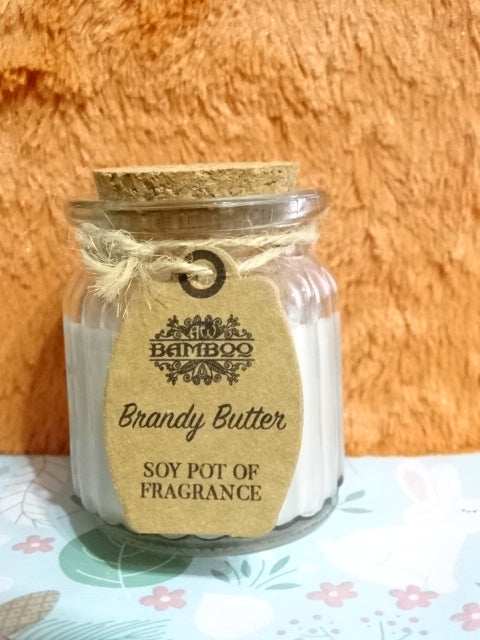 AW
BAMBOO
Brandy Butter
SOY POT OF
FRAGRANCE